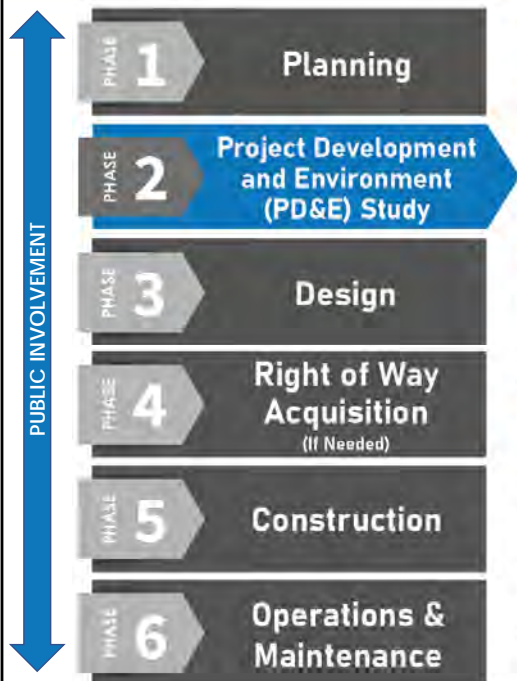 PUBLIC INVOLVEMENT
PHASE 1
Planning
PHASE 2
Project Development
and Environment
(PD&E) Study
PHASE 3
Design
PHASE 4
Right of Way
Acquisition
(If Needed)
PHASE 5
Construction
PHASE 6
Operations &
Maintenance